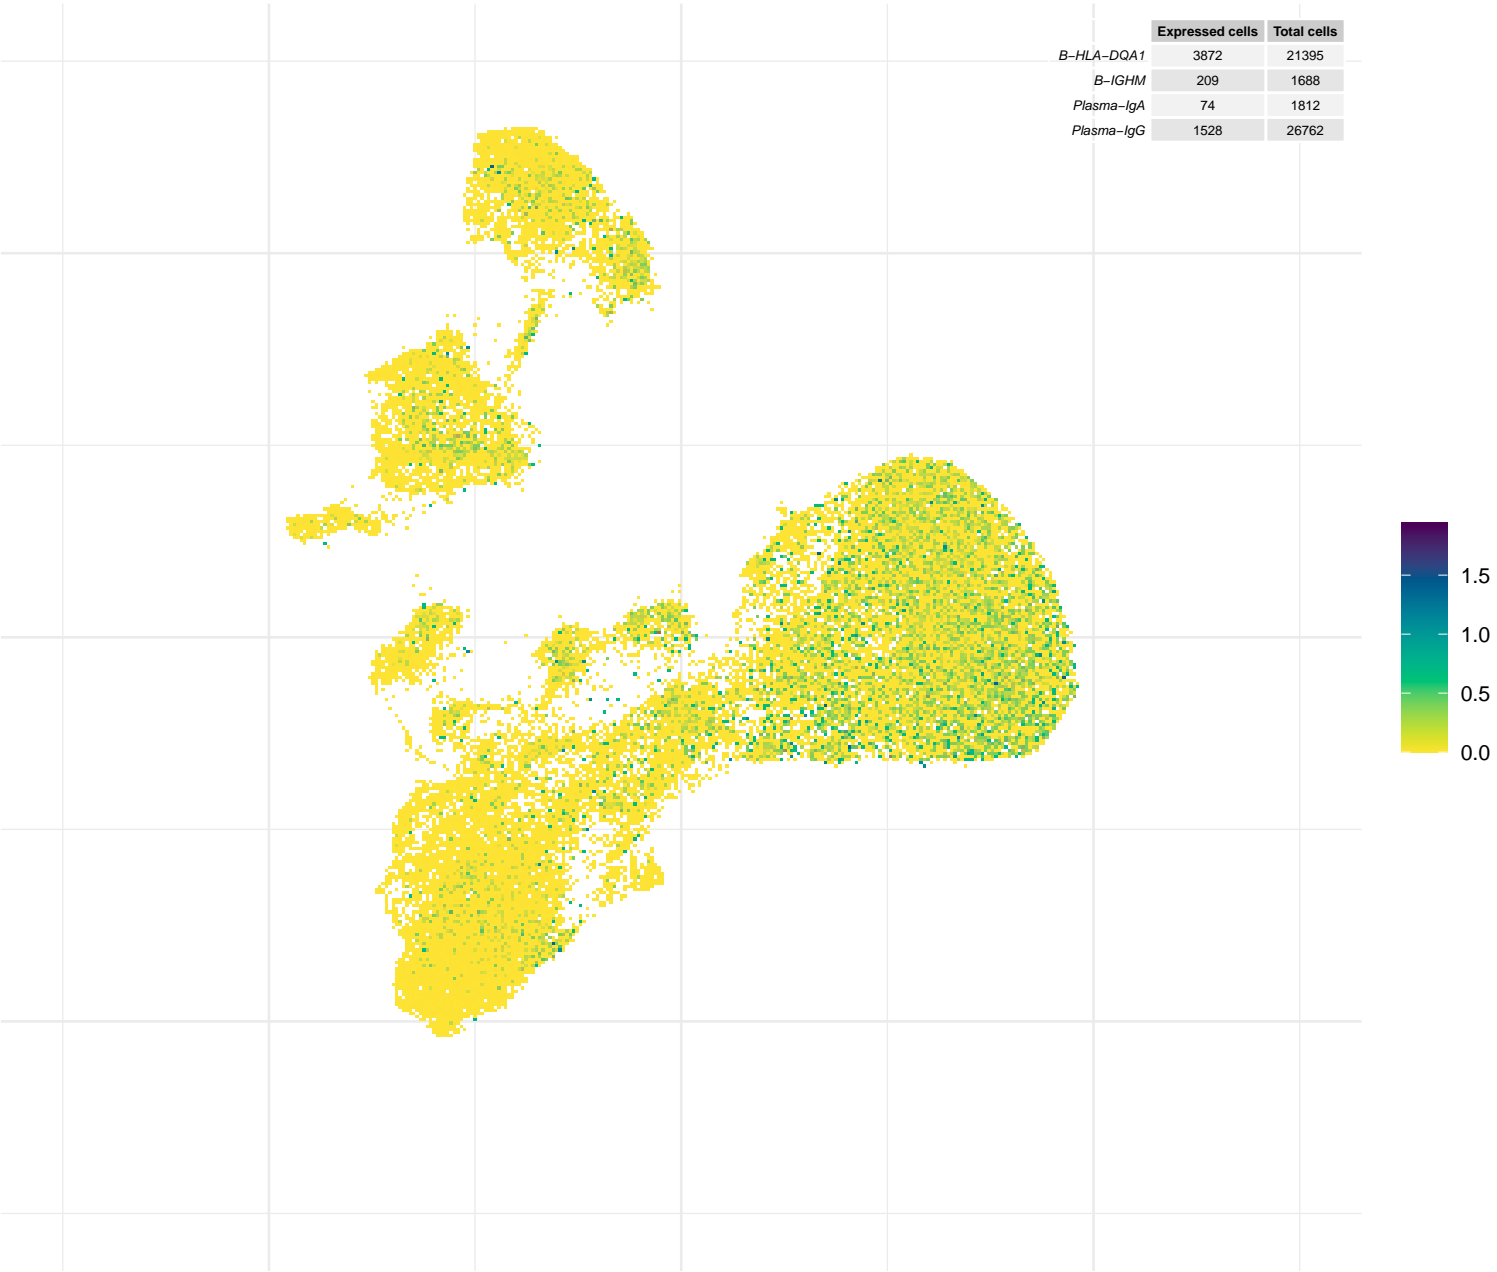 Expressed cells Total cells
B−HLA−DQA1 3872 21395
B−IGHM 209 1688
Plasma−IgA 74 1812
Plasma−IgG 1528 26762
1.5
1.0
0.5
0.0